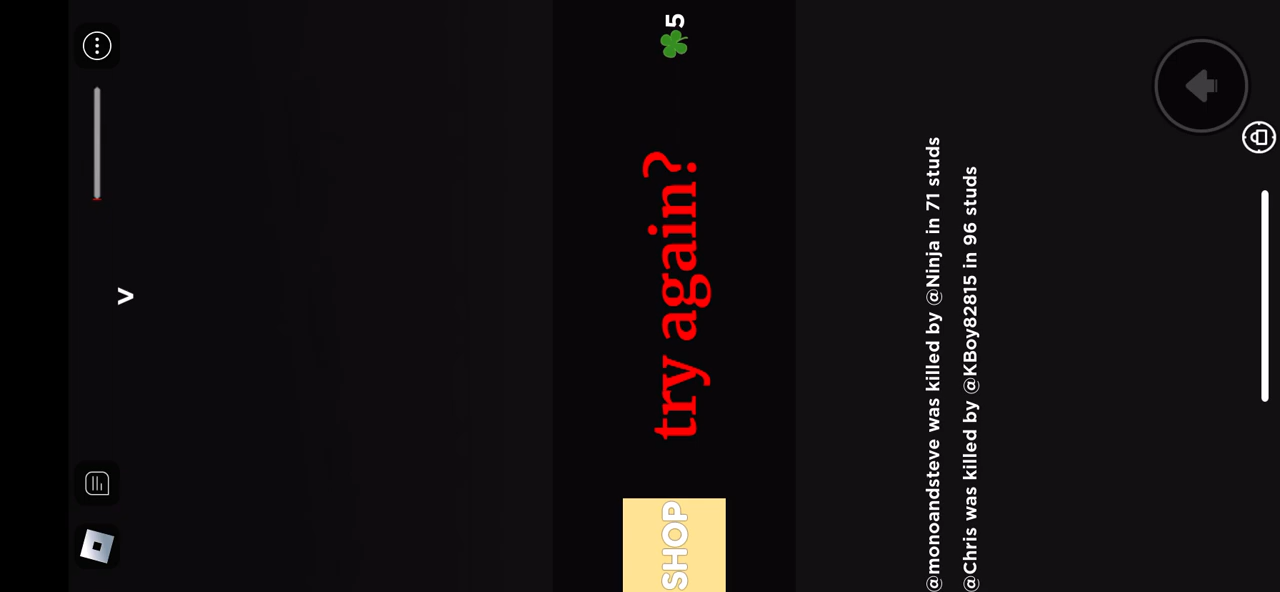 ☘️5
try again?
SHOP
@monoandsteve was killed by @Ninja in 71 studs
@Chris was killed by @KBoy82815 in 96 studs